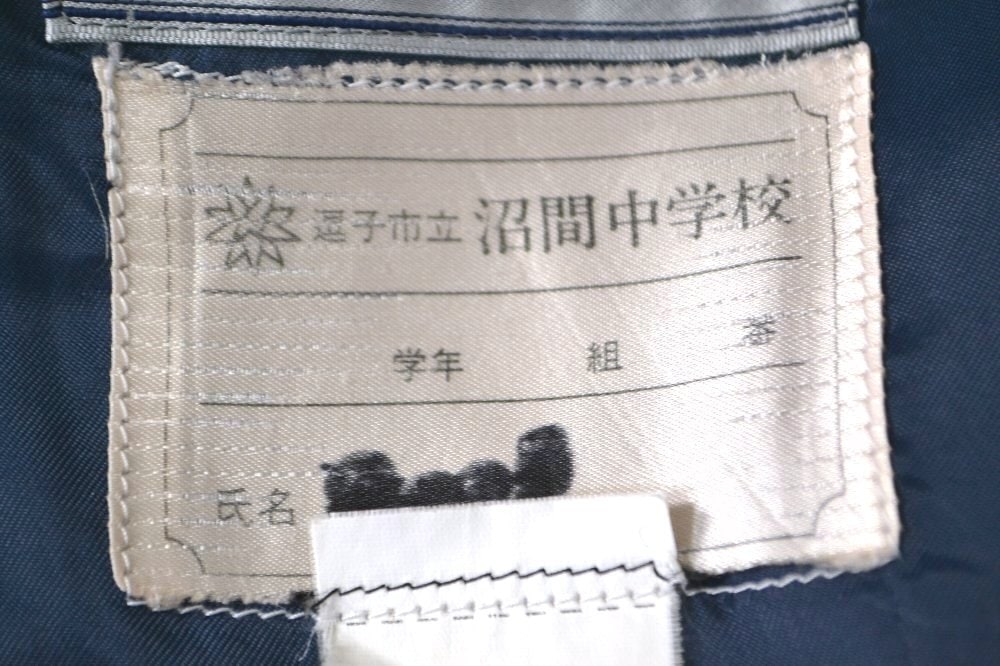 逗子市立 沼間中学校
学年 組 番
氏名